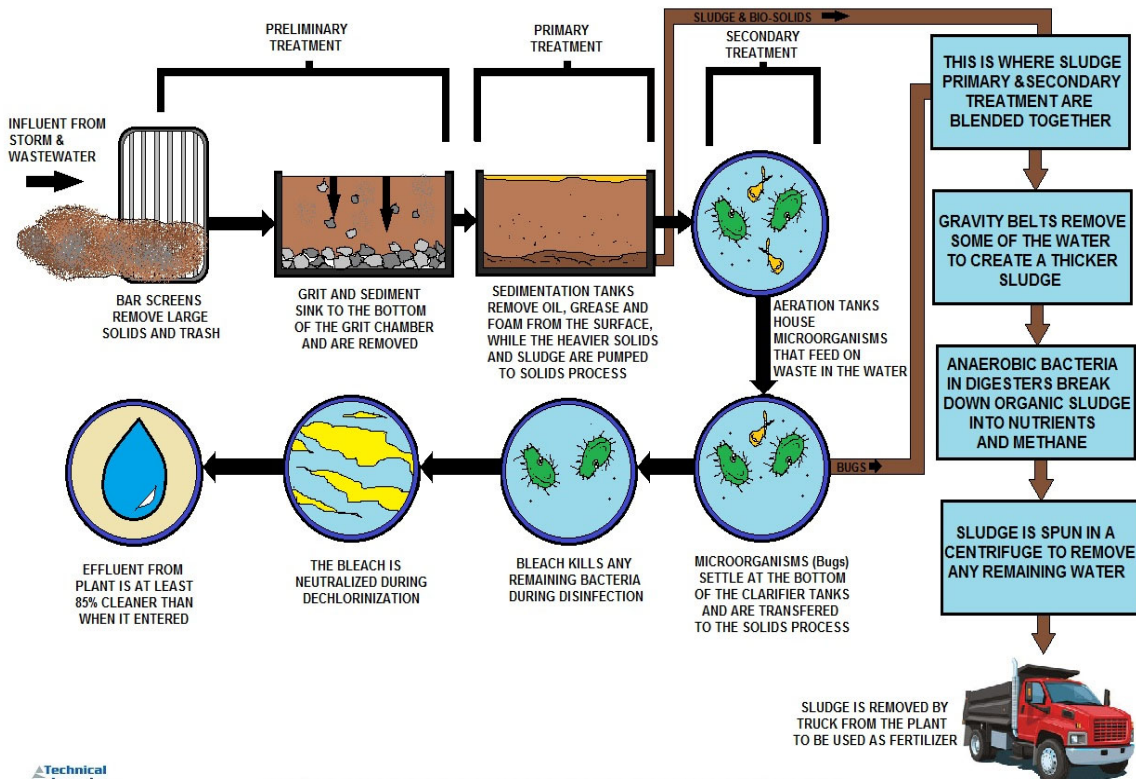 PRELIMINARY
TREATMENT
PRIMARY
TREATMENT
SLUDGE & BIO-SOLIDS
SECONDARY
TREATMENT
THIS IS WHERE SLUDGE
PRIMARY & SECONDARY
TREATMENT ARE
BLENDED TOGETHER
INFLUENT FROM
STORM &
WASTEWATER
BAR SCREENS
REMOVE LARGE
SOLIDS AND TRASH
GRIT AND SEDIMENT
SINK TO THE BOTTOM
OF THE GRIT CHAMBER
AND ARE REMOVED
SEDIMENTATION TANKS
REMOVE OIL, GREASE AND
FOAM FROM THE SURFACE,
WHILE THE HEAVIER SOLIDS
AND SLUDGE ARE PUMPED
TO SOLIDS PROCESS
AERATION TANKS
HOUSE
MICROORGANISMS
THAT FEED ON
WASTE IN THE WATER
GRAVITY BELTS REMOVE
SOME OF THE WATER
TO CREATE A THICKER
SLUDGE
ANAEROBIC BACTERIA
IN DIGESTERS BREAK
DOWN ORGANIC SLUDGE
INTO NUTRIENTS
AND METHANE
BUGS
EFFLUENT FROM
PLANT IS AT LEAST
85% CLEANER THAN
WHEN IT ENTERED
THE BLEACH IS
NEUTRALIZED DURING
DECHLORINIZATION
BLEACH KILLS ANY
REMAINING BACTERIA
DURING DISINFECTION
MICROORGANISMS (Bugs)
SETTLE AT THE BOTTOM
OF THE CLARIFIER TANKS
AND ARE TRANSFERED
TO THE SOLIDS PROCESS
SLUDGE IS SPUN IN A
CENTRIFUGE TO REMOVE
ANY REMAINING WATER
SLUDGE IS REMOVED BY
TRUCK FROM THE PLANT
TO BE USED AS FERTILIZER
Technical